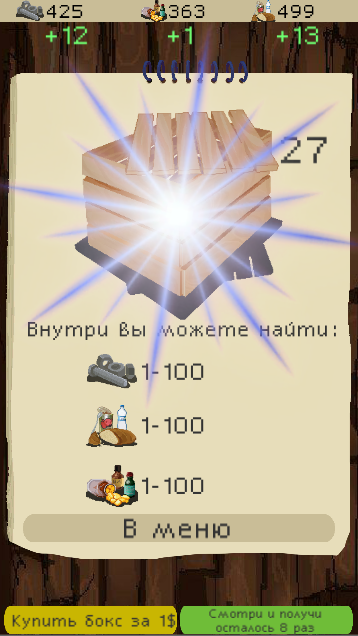 425 363 499
+12 +1 +13
27
Внутри вы можете найти:
1-100
1-100
1-100
В меню
Купить бокс за 1$
Смотри и получи
осталось 8 раз